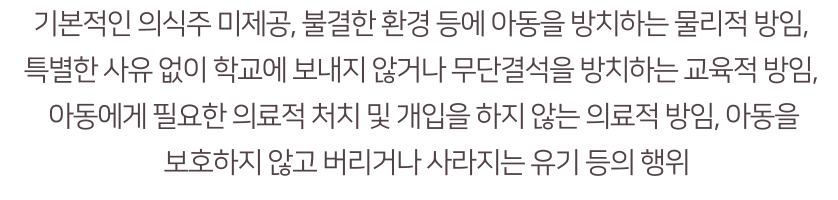 기본적인 의식주 미제공, 불결한 환경 등에 아동을 방치하는 물리적 방임,
특별한 사유 없이 학교에 보내지 않거나 무단결석을 방치하는 교육적 방임,
아동에게 필요한 의료적 처치 및 개입을 하지 않는 의료적 방임, 아동을
보호하지 않고 버리거나 사라지는 유기 등의 행위